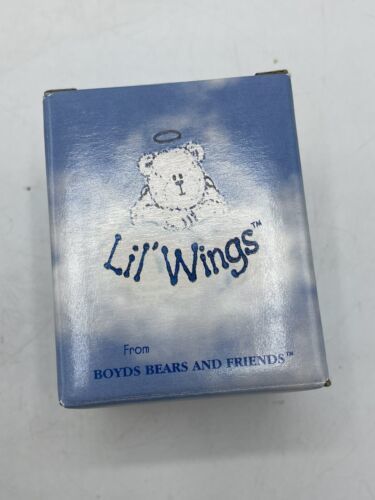 Lil' Wings™
From
BOYDS BEARS AND FRIENDS™